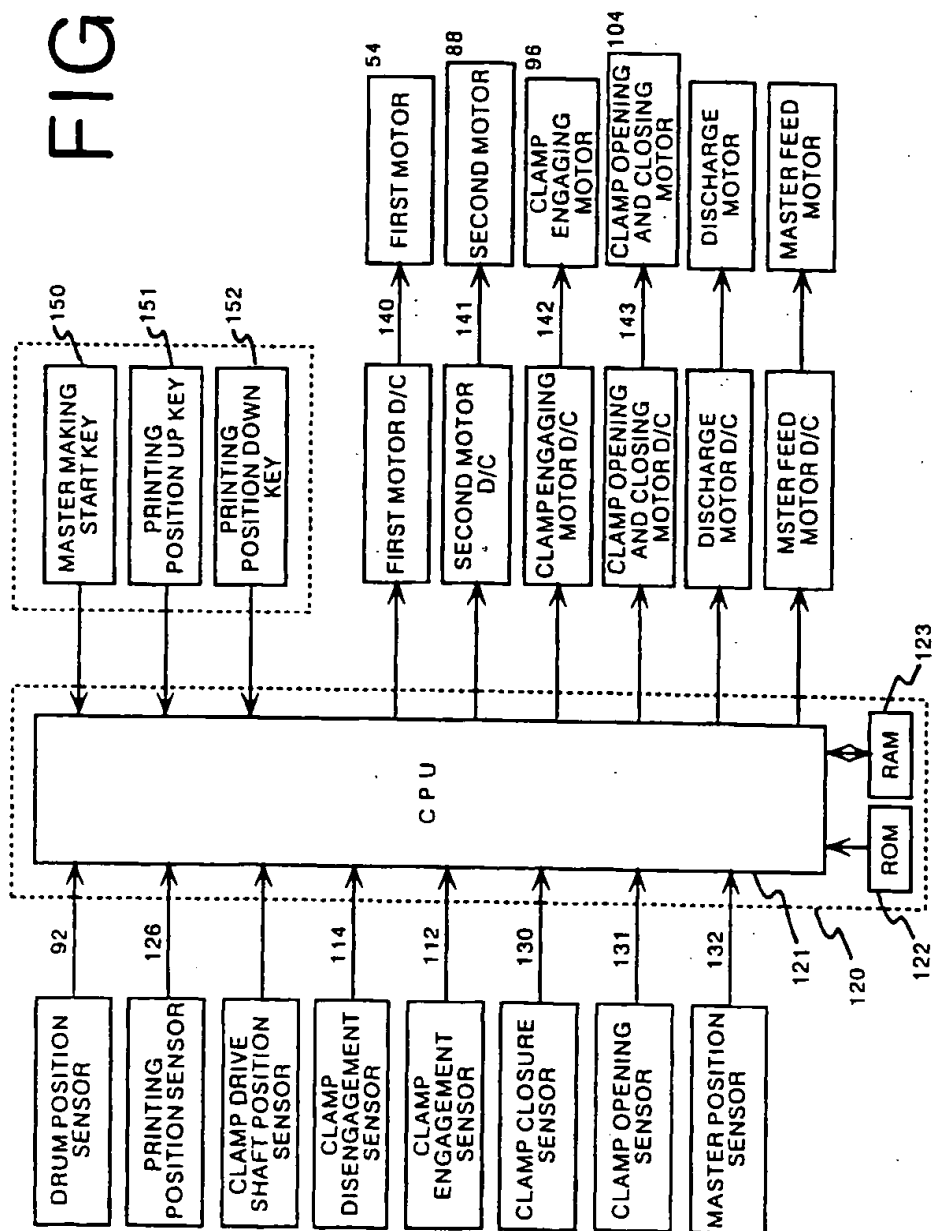 FIG
DRUM POSITION
SENSOR
92
PRINTING
POSITION SENSOR
126
CLAMP DRIVE
SHAFT POSITION
SENSOR
CLAMP
DISENGAGEMENT
SENSOR
114
CLAMP
ENGAGEMENT
SENSOR
112
CLAMP CLOSURE
SENSOR
130
CLAMP OPENING
SENSOR
131
MASTER POSITION
SENSOR
132
CPU
121
120
ROM
122
RAM
123
MASTER MAKING
START KEY
150
PRINTING
POSITION UP KEY
151
PRINTING
POSITION DOWN
KEY
152
FIRST MOTOR D/C
140
FIRST MOTOR
54
SECOND MOTOR
D/C
141
SECOND MOTOR
88
CLAMP ENGAGING
MOTOR D/C
142
CLAMP
ENGAGING
MOTOR
96
CLAMP OPENING
AND CLOSING
MOTOR D/C
143
CLAMP OPENING
AND CLOSING
MOTOR
104
DISCHARGE
MOTOR D/C
DISCHARGE
MOTOR
MSTER FEED
MOTOR D/C
MASTER FEED
MOTOR